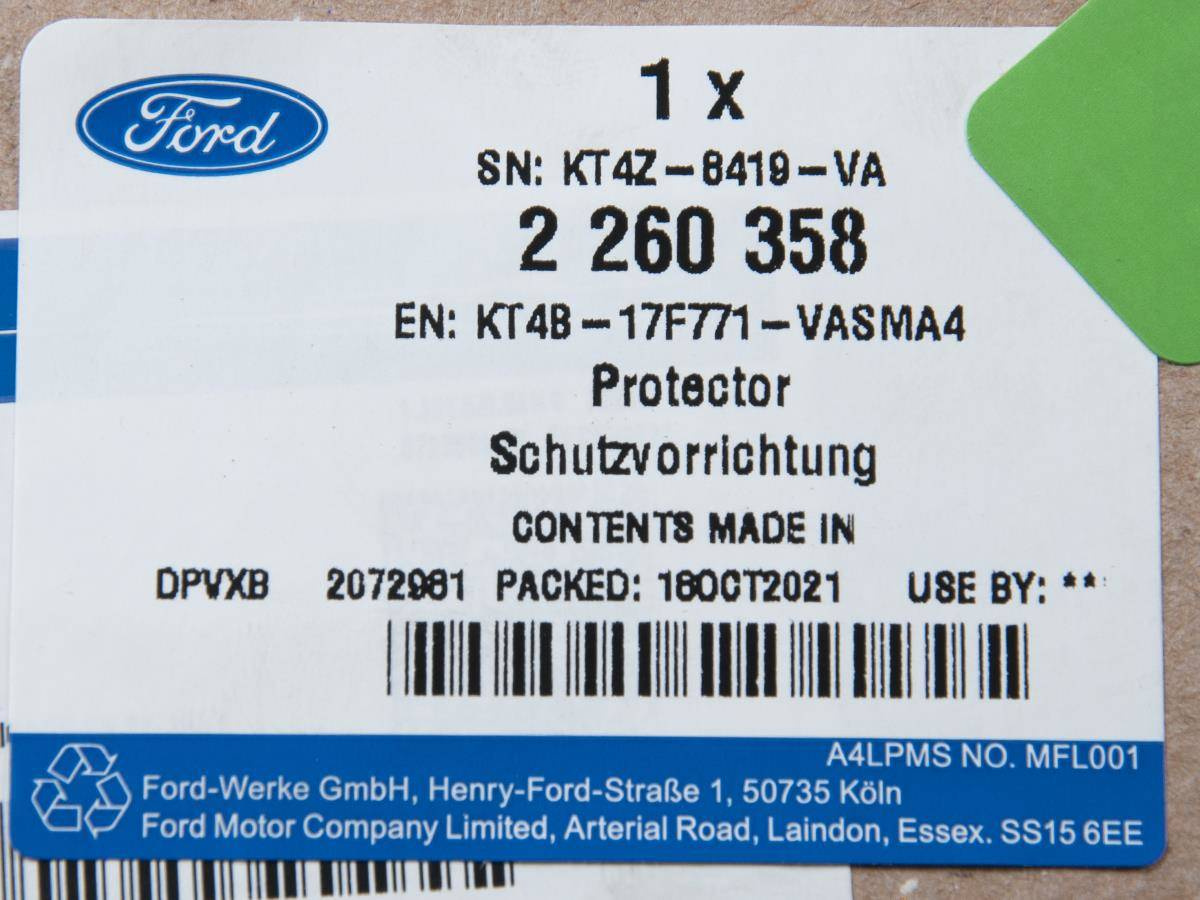 Ford
1 x
SN: KT4Z-8419-VA
2 260 358
EN: KT4B-17F771-VASMA4
Protector
Schutzvorrichtung
CONTENTS MADE IN
DPVXB 2072981 PACKED: 18OCT2021 USE BY: **
A4LPMS NO. MFL001
Ford-Werke GmbH, Henry-Ford-Straße 1, 50735 Köln
Ford Motor Company Limited, Arterial Road, Laindon, Essex. SS15 6EE